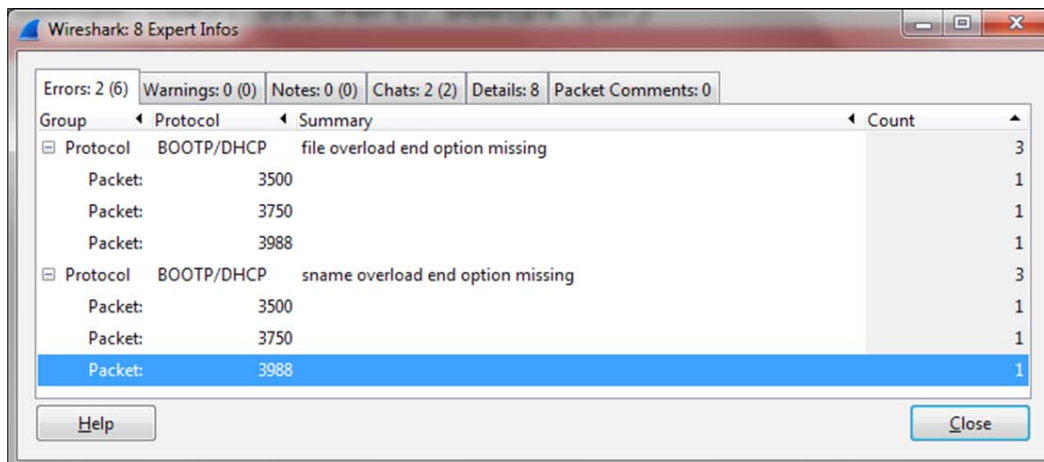 Wireshark: 8 Expert Infos
Errors: 2 (6) Warnings: 0 (0) Notes: 0 (0) Chats: 2 (2) Details: 8 Packet Comments: 0
Group Protocol Summary Count
Protocol BOOTP/DHCP file overload end option missing 3
Packet: 3500 1
Packet: 3750 1
Packet: 3988 1
Protocol BOOTP/DHCP sname overload end option missing 3
Packet: 3500 1
Packet: 3750 1
Packet: 3988 1
Help Close